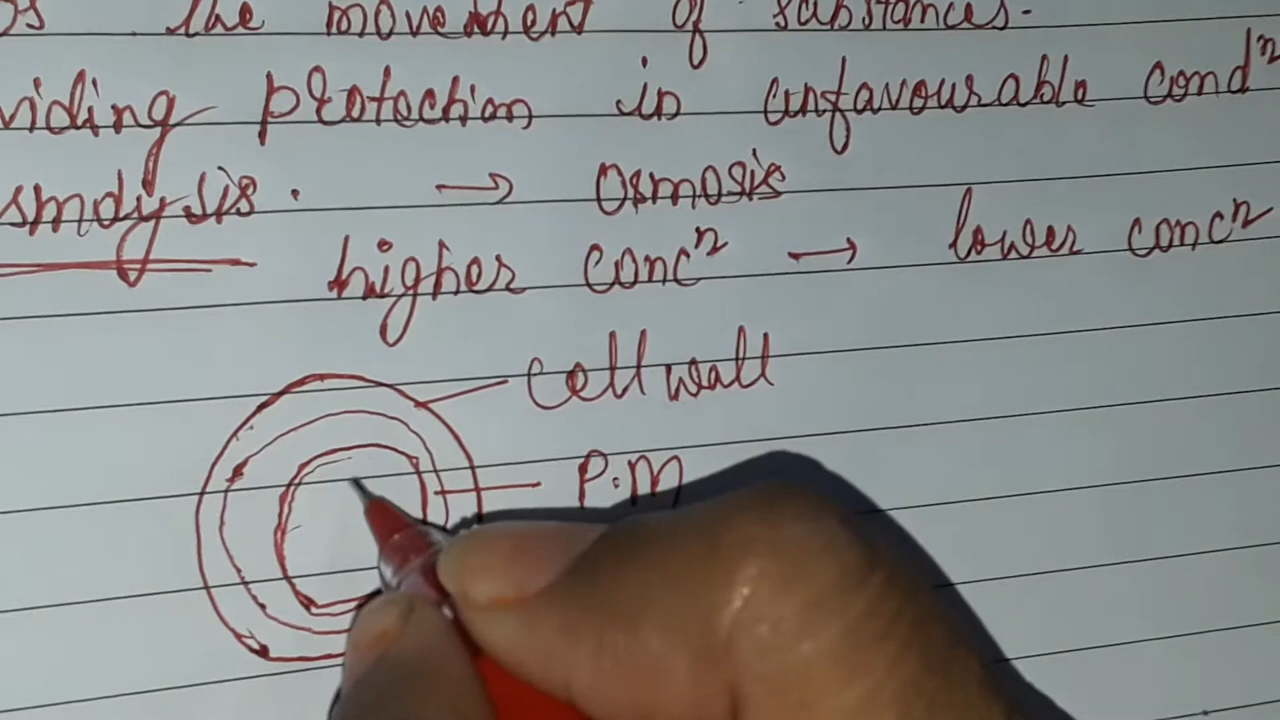 the movement of substances.
viding protection in unfavourable condⁿ
smolysis. → Osmosis
higher concⁿ → lower concⁿ
Cell wall
P.M